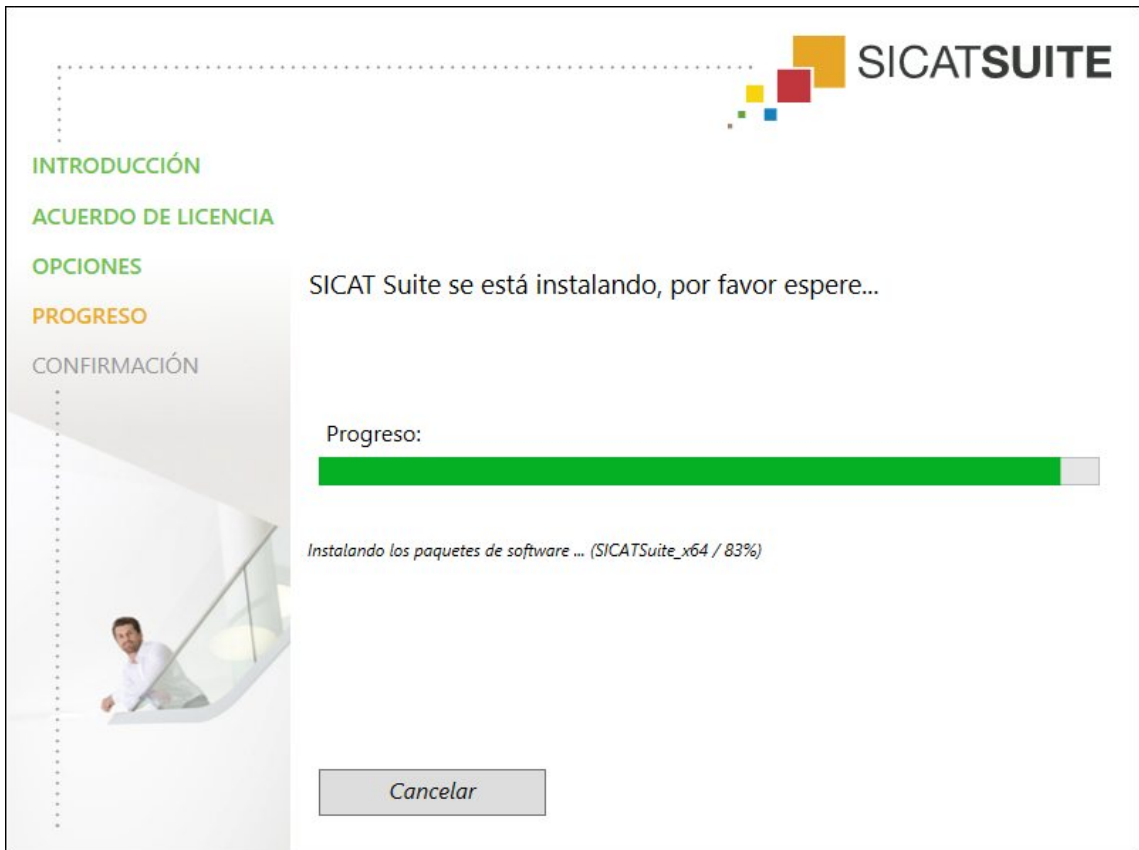 SICATSUITE
INTRODUCCIÓN
ACUERDO DE LICENCIA
OPCIONES
PROGRESO
CONFIRMACIÓN
SICAT Suite se está instalando, por favor espere...
Progreso:
Instalando los paquetes de software ... (SICATSuite_x64 / 83%)
Cancelar